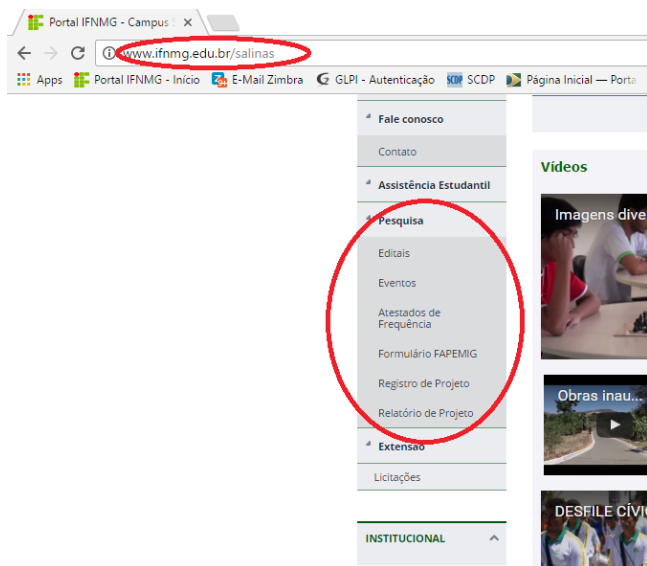 Portal IFNMG - Campus S
www.ifnmg.edu.br/salinas
Apps Portal IFNMG - Início E-Mail Zimbra GLPI - Autenticação SCDP SCDP Página Inicial — Porta
Fale conosco
Contato
Assistência Estudantil
Pesquisa
Editais
Eventos
Atestados de
Frequência
Formulário FAPEMIG
Registro de Projeto
Relatório de Projeto
Extensão
Licitações
INSTITUCIONAL
Vídeos
Imagens dive
Obras inau...
DESFILE CÍVI